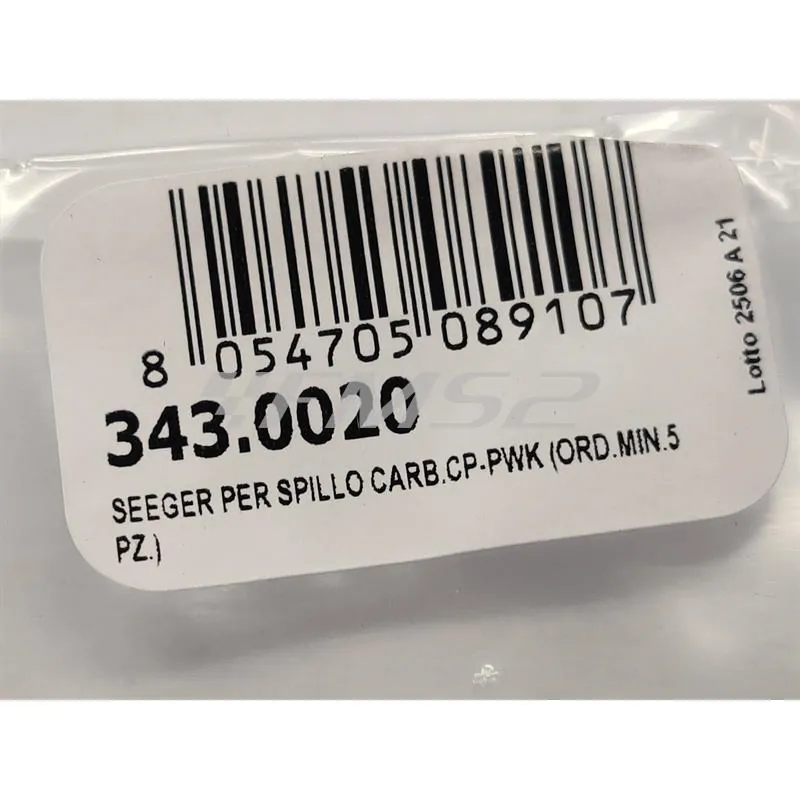 8 054705 089107
343.0020
SEEGER PER SPILLO CARB.CP-PWK (ORD.MIN.5
PZ.)
Lotto 2506 A 21